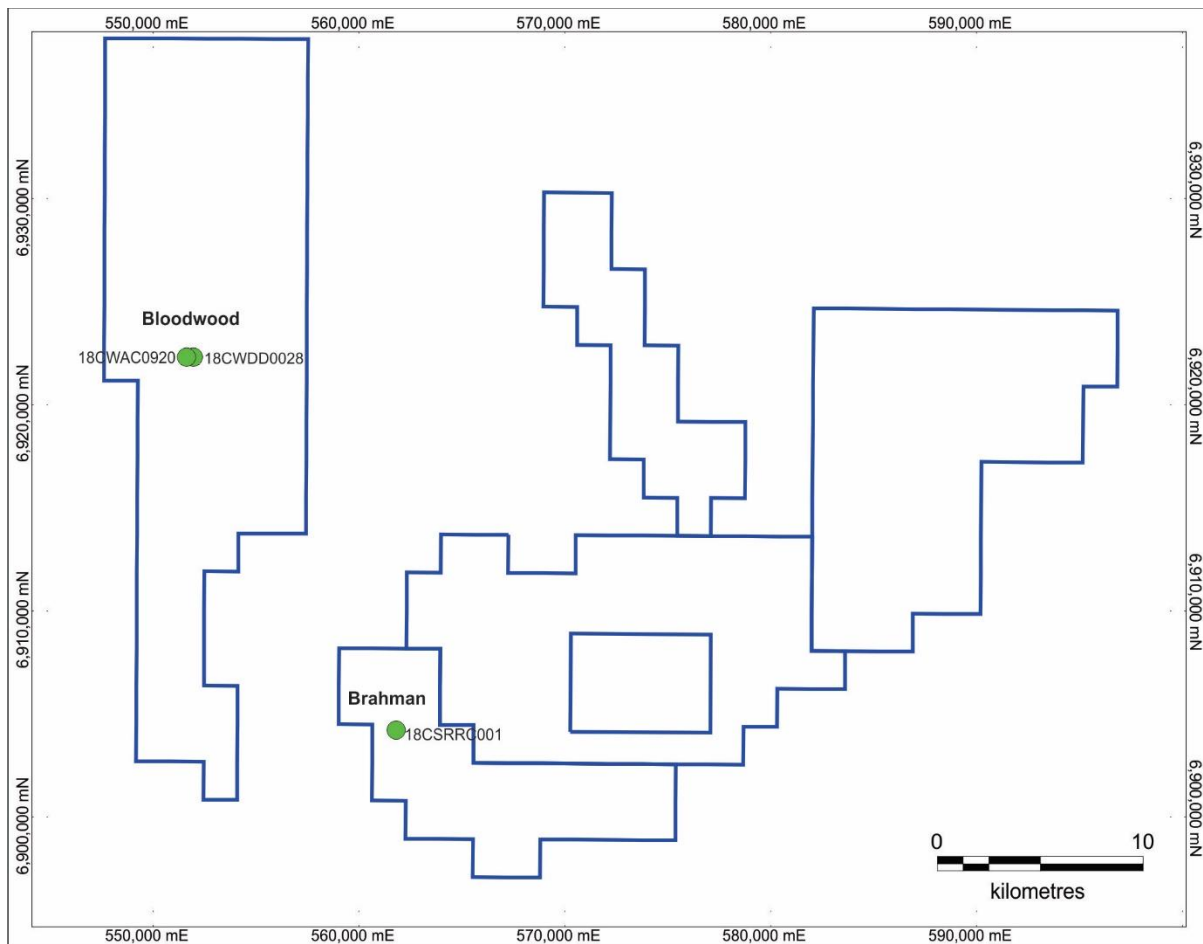 550,000 mE 560,000 mE 570,000 mE 580,000 mE 590,000 mE
6,930,000 mN
6,930,000 mN
Bloodwood
18CWAC0920 18CWDD0028
6,920,000 mN
6,920,000 mN
6,910,000 mN
6,910,000 mN
Brahman
18CSRRC001
6,900,000 mN
6,900,000 mN
0 10
kilometres
550,000 mE 560,000 mE 570,000 mE 580,000 mE 590,000 mE